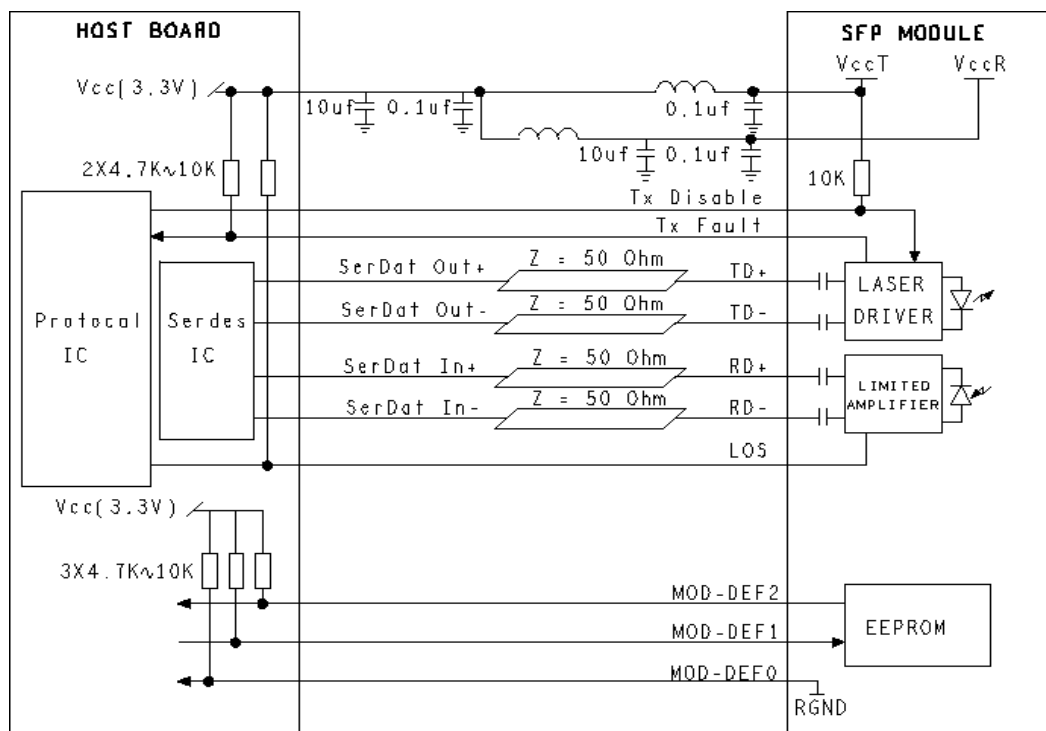 HOST BOARD
SFP MODULE
VccT
VccR
Vcc(3.3V)
10uf
0.1uf
0.1uf
10uf
0.1uf
2X4.7K~10K
10K
Tx Disable
Tx Fault
Protocal
IC
Serdes
IC
SerDat Out+
Z = 50 Ohm
TD+
SerDat Out-
Z = 50 Ohm
TD-
LASER
DRIVER
SerDat In+
Z = 50 Ohm
RD+
SerDat In-
Z = 50 Ohm
RD-
LIMITED
AMPLIFIER
LOS
Vcc(3.3V)
3X4.7K~10K
MOD-DEF2
MOD-DEF1
MOD-DEF0
EEPROM
RGND